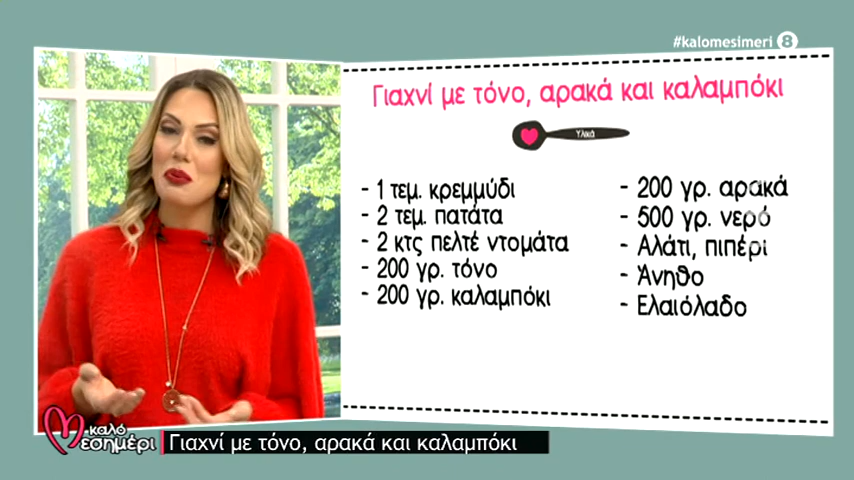 #kalomesimeri 8
Γιαχνί με τόνο, αρακά και καλαμπόκι
Υλικά
- 1 τεμ. κρεμμύδι
- 2 τεμ. πατάτα
- 2 κτς πελτέ ντομάτα
- 200 γρ. τόνο
- 200 γρ. καλαμπόκι
- 200 γρ. αρακά
- 500 γρ. νερό
- Αλάτι, πιπέρι
- Άνηθο
- Ελαιόλαδο
καλό
μεσημέρι
Γιαχνί με τόνο, αρακά και καλαμπόκι